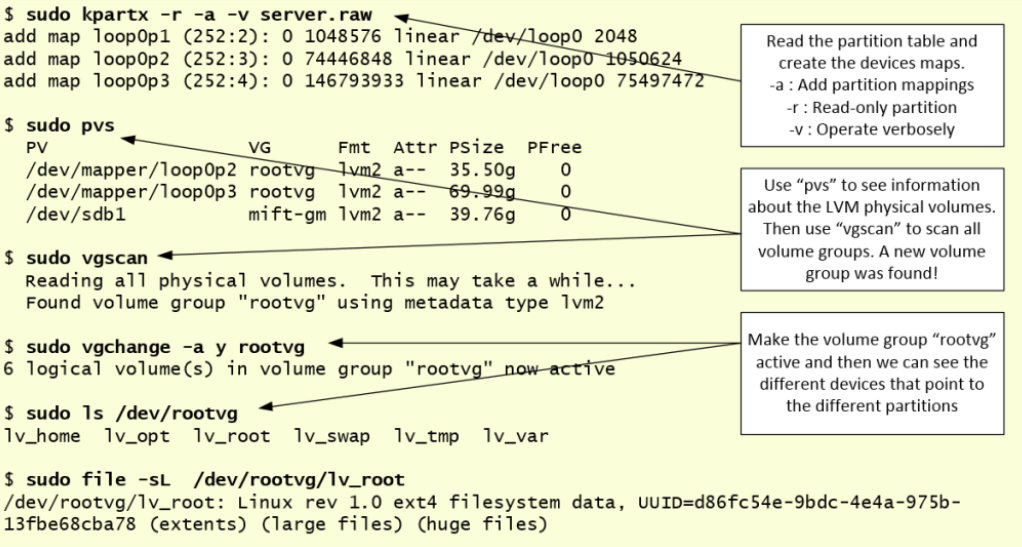 $ sudo kpartx -r -a -v server.raw
add map loop0p1 (252:2): 0 1048576 linear /dev/loop0 2048
add map loop0p2 (252:3): 0 74446848 linear /dev/loop0 1050624
add map loop0p3 (252:4): 0 146793933 linear /dev/loop0 75497472
Read the partition table and
create the devices maps.
-a : Add partition mappings
-r : Read-only partition
-v : Operate verbosely
$ sudo pvs
PV VG Fmt Attr PSize PFree
/dev/mapper/loop0p2 rootvg lvm2 a-- 35.50g 0
/dev/mapper/loop0p3 rootvg lvm2 a-- 69.99g 0
/dev/sdb1 mift-gm lvm2 a-- 39.76g 0
Use “pvs” to see information
about the LVM physical volumes.
Then use “vgscan” to scan all
volume groups. A new volume
group was found!
$ sudo vgscan
Reading all physical volumes. This may take a while...
Found volume group "rootvg" using metadata type lvm2
$ sudo vgchange -a y rootvg
6 logical volume(s) in volume group "rootvg" now active
Make the volume group “rootvg”
active and then we can see the
different devices that point to
the different partitions
$ sudo ls /dev/rootvg
lv_home lv_opt lv_root lv_swap lv_tmp lv_var
$ sudo file -sL /dev/rootvg/lv_root
/dev/rootvg/lv_root: Linux rev 1.0 ext4 filesystem data, UUID=d86fc54e-9bdc-4e4a-975b-
13fbe68cba78 (extents) (large files) (huge files)